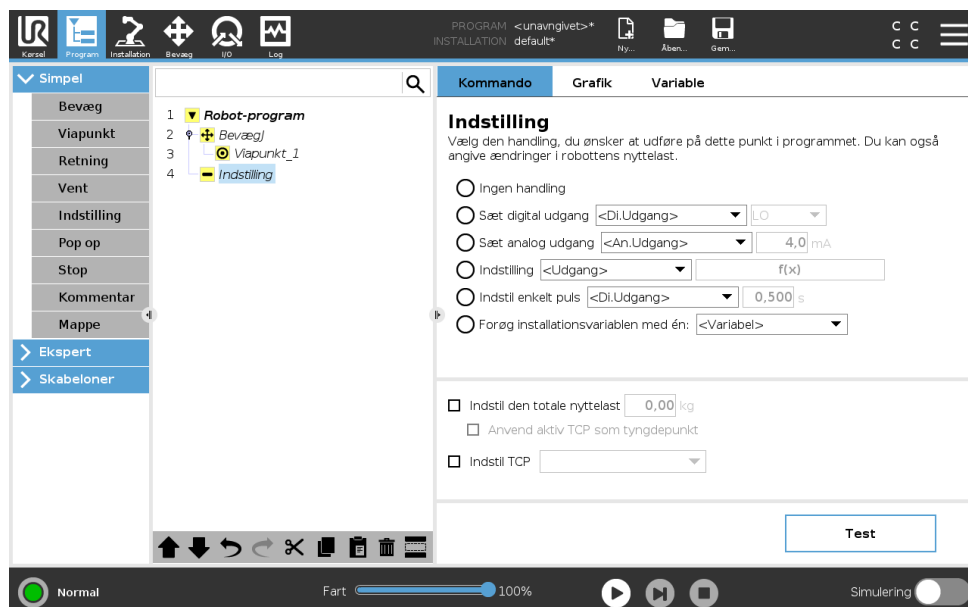 PROGRAM <unavngivet>*
INSTALLATION default*
Kørsel Program Installation Bevæg I/O Log Ny... Åben... Gem...
C C
C C
Simpel
Bevæg
Viapunkt
Retning
Vent
Indstilling
Pop op
Stop
Kommentar
Mappe
Ekspert
Skabeloner
1 Robot-program
2 BevægJ
3 Viapunkt_1
4 Indstilling
Kommando Grafik Variable
Indstilling
Vælg den handling, du ønsker at udføre på dette punkt i programmet. Du kan også
angive ændringer i robottens nyttelast.
Ingen handling
Sæt digital udgang <Di.Udgang> LO
Sæt analog udgang <An.Udgang> 4,0 mA
Indstilling <Udgang> f(x)
Indstil enkelt puls <Di.Udgang> 0,500 s
Forøg installationsvariablen med én: <Variabel>
Indstil den totale nyttelast 0,00 kg
Anvend aktiv TCP som tyngdepunkt
Indstil TCP
Test
Normal Fart 100% Simulering